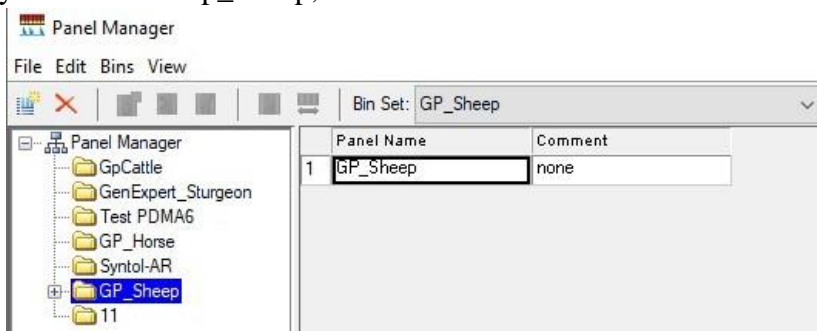 Panel Manager
File Edit Bins View
Bin Set: GP_Sheep
Panel Manager
GpCattle
GenExpert_Sturgeon
Test PDMA6
GP_Horse
Syntol-AR
GP_Sheep
11
Panel Name Comment
1 GP_Sheep none